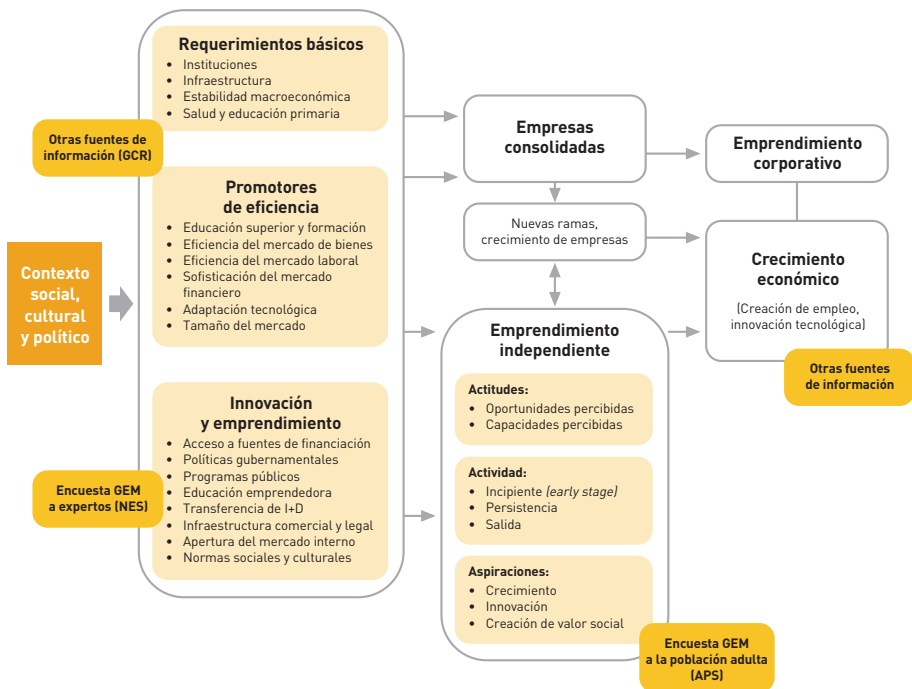 Contexto
social,
cultural
y político
Requerimientos básicos
• Instituciones
• Infraestructura
• Estabilidad macroeconómica
• Salud y educación primaria
Otras fuentes de
información (GCR)
Promotores
de eficiencia
• Educación superior y formación
• Eficiencia del mercado de bienes
• Eficiencia del mercado laboral
• Sofisticación del mercado
financiero
• Adaptación tecnológica
• Tamaño del mercado
Innovación
y emprendimiento
• Acceso a fuentes de financiación
• Políticas gubernamentales
• Programas públicos
• Educación emprendedora
• Transferencia de I+D
• Infraestructura comercial y legal
• Apertura del mercado interno
• Normas sociales y culturales
Encuesta GEM
a expertos (NES)
Empresas
consolidadas
Nuevas ramas,
crecimiento de empresas
Emprendimiento
independiente
Actitudes:
• Oportunidades percibidas
• Capacidades percibidas
Actividad:
• Incipiente (early stage)
• Persistencia
• Salida
Aspiraciones:
• Crecimiento
• Innovación
• Creación de valor social
Encuesta GEM
a la población adulta
(APS)
Emprendimiento
corporativo
Crecimiento
económico
(Creación de empleo,
innovación tecnológica)
Otras fuentes
de información